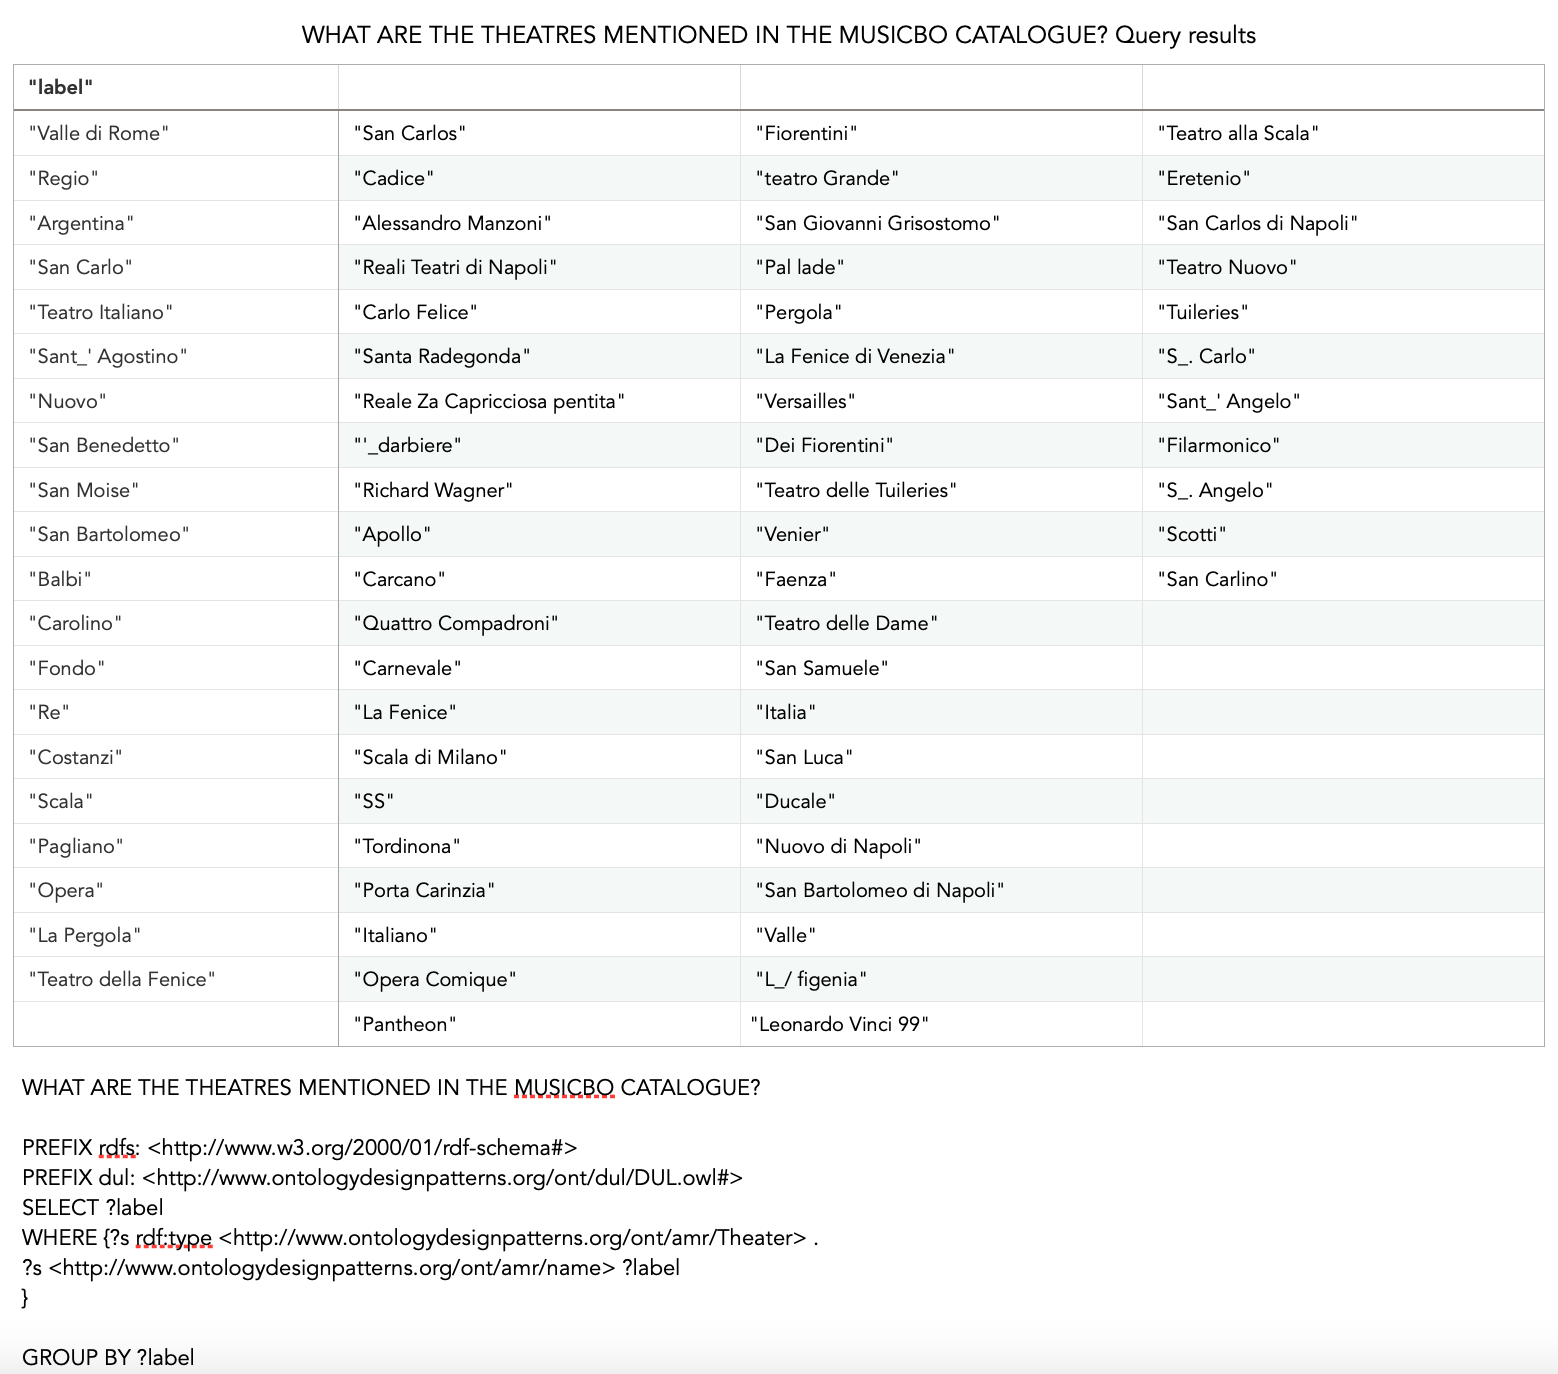 WHAT ARE THE THEATRES MENTIONED IN THE MUSICBO CATALOGUE? Query results
"label"
"Valle di Rome" "San Carlos" "Fiorentini" "Teatro alla Scala"
"Regio" "Cadice" "teatro Grande" "Eretenio"
"Argentina" "Alessandro Manzoni" "San Giovanni Grisostomo" "San Carlos di Napoli"
"San Carlo" "Reali Teatri di Napoli" "Pal lade" "Teatro Nuovo"
"Teatro Italiano" "Carlo Felice" "Pergola" "Tuileries"
"Sant_' Agostino" "Santa Radegonda" "La Fenice di Venezia" "S_. Carlo"
"Nuovo" "Reale Za Capricciosa pentita" "Versailles" "Sant_' Angelo"
"San Benedetto" "'_darbiere" "Dei Fiorentini" "Filarmonico"
"San Moise" "Richard Wagner" "Teatro delle Tuileries" "S_. Angelo"
"San Bartolomeo" "Apollo" "Venier" "Scotti"
"Balbi" "Carcano" "Faenza" "San Carlino"
"Carolino" "Quattro Compadroni" "Teatro delle Dame"
"Fondo" "Carnevale" "San Samuele"
"Re" "La Fenice" "Italia"
"Costanzi" "Scala di Milano" "San Luca"
"Scala" "SS" "Ducale"
"Pagliano" "Tordinona" "Nuovo di Napoli"
"Opera" "Porta Carinzia" "San Bartolomeo di Napoli"
"La Pergola" "Italiano" "Valle"
"Teatro della Fenice" "Opera Comique" "L_/ figenia"
"Pantheon" "Leonardo Vinci 99"
WHAT ARE THE THEATRES MENTIONED IN THE MUSICBO CATALOGUE?
PREFIX rdfs: <http://www.w3.org/2000/01/rdf-schema#>
PREFIX dul: <http://www.ontologydesignpatterns.org/ont/dul/DUL.owl#>
SELECT ?label
WHERE {?s rdf:type <http://www.ontologydesignpatterns.org/ont/amr/Theater> .
?s <http://www.ontologydesignpatterns.org/ont/amr/name> ?label
}
GROUP BY ?label